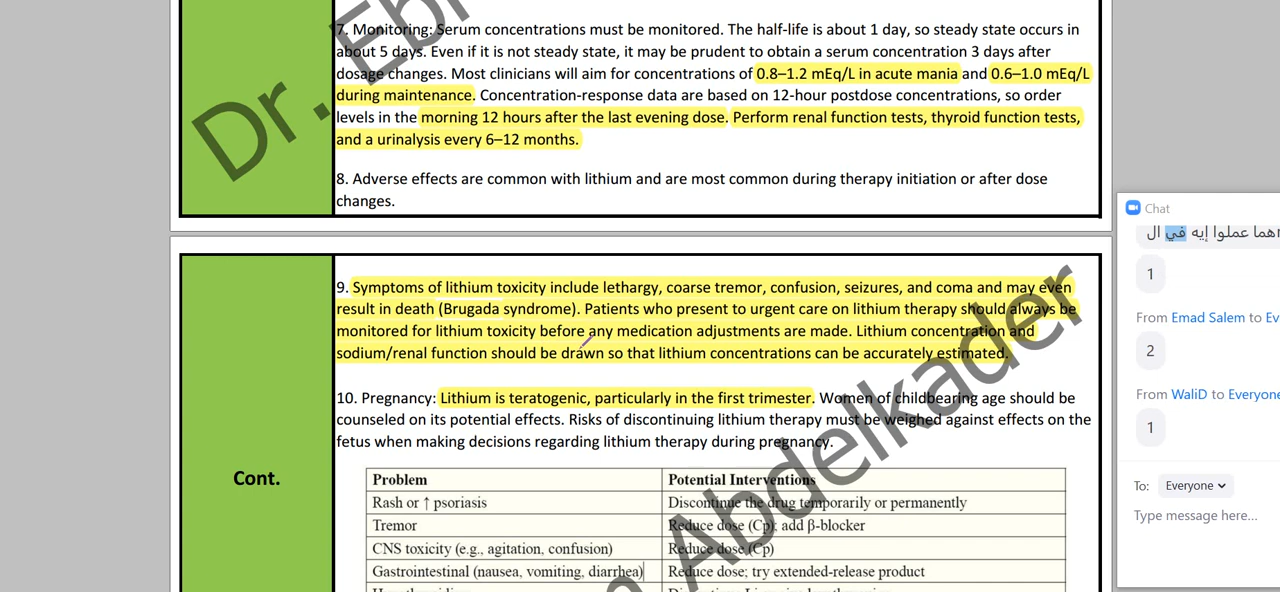 7. Monitoring: Serum concentrations must be monitored. The half-life is about 1 day, so steady state occurs in
about 5 days. Even if it is not steady state, it may be prudent to obtain a serum concentration 3 days after
dosage changes. Most clinicians will aim for concentrations of 0.8–1.2 mEq/L in acute mania and 0.6–1.0 mEq/L
during maintenance. Concentration-response data are based on 12-hour postdose concentrations, so order
levels in the morning 12 hours after the last evening dose. Perform renal function tests, thyroid function tests,
and a urinalysis every 6–12 months.
8. Adverse effects are common with lithium and are most common during therapy initiation or after dose
changes.
9. Symptoms of lithium toxicity include lethargy, coarse tremor, confusion, seizures, and coma and may even
result in death (Brugada syndrome). Patients who present to urgent care on lithium therapy should always be
monitored for lithium toxicity before any medication adjustments are made. Lithium concentration and
sodium/renal function should be drawn so that lithium concentrations can be accurately estimated.
10. Pregnancy: Lithium is teratogenic, particularly in the first trimester. Women of childbearing age should be
counseled on its potential effects. Risks of discontinuing lithium therapy must be weighed against effects on the
fetus when making decisions regarding lithium therapy during pregnancy.
Cont.
Problem Potential Interventions
Rash or ↑ psoriasis Discontinue the drug temporarily or permanently
Tremor Reduce dose (Cp); add β-blocker
CNS toxicity (e.g., agitation, confusion) Reduce dose (Cp)
Gastrointestinal (nausea, vomiting, diarrhea) Reduce dose; try extended-release product
Dr. Eb
Abdelkader
Chat
هما عملوا إيه في ال
1
From Emad Salem to Ev
2
From WaliD to Everyone
1
To: Everyone
Type message here...